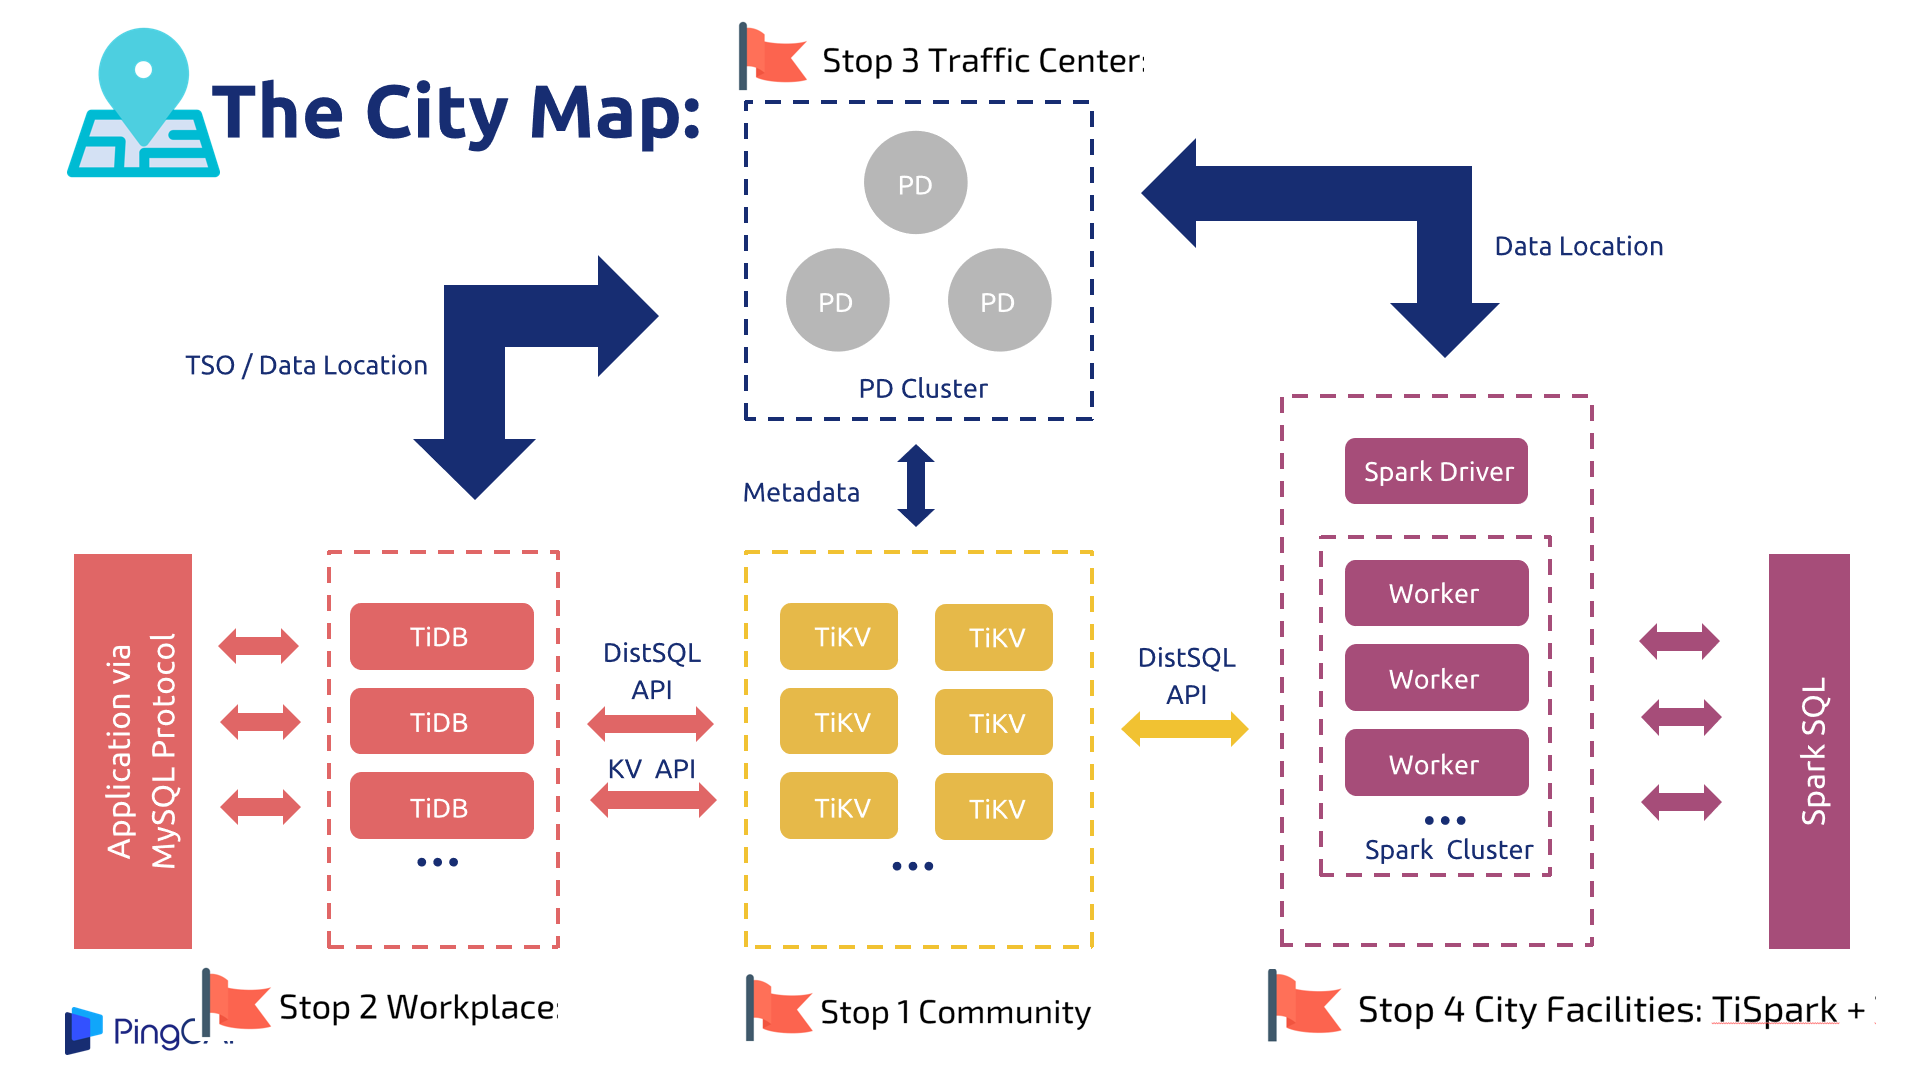 The City Map:
Stop 3 Traffic Center
PD
PD
PD
PD Cluster
Data Location
TSO / Data Location
Metadata
Application via
MySQL Protocol
TiDB
TiDB
TiDB
DistSQL
API
KV API
TiKV
TiKV
TiKV
TiKV
TiKV
TiKV
DistSQL
API
Spark Driver
Worker
Worker
Worker
Spark Cluster
Spark SQL
Stop 2 Workplace
Stop 1 Community
Stop 4 City Facilities: TiSpark +